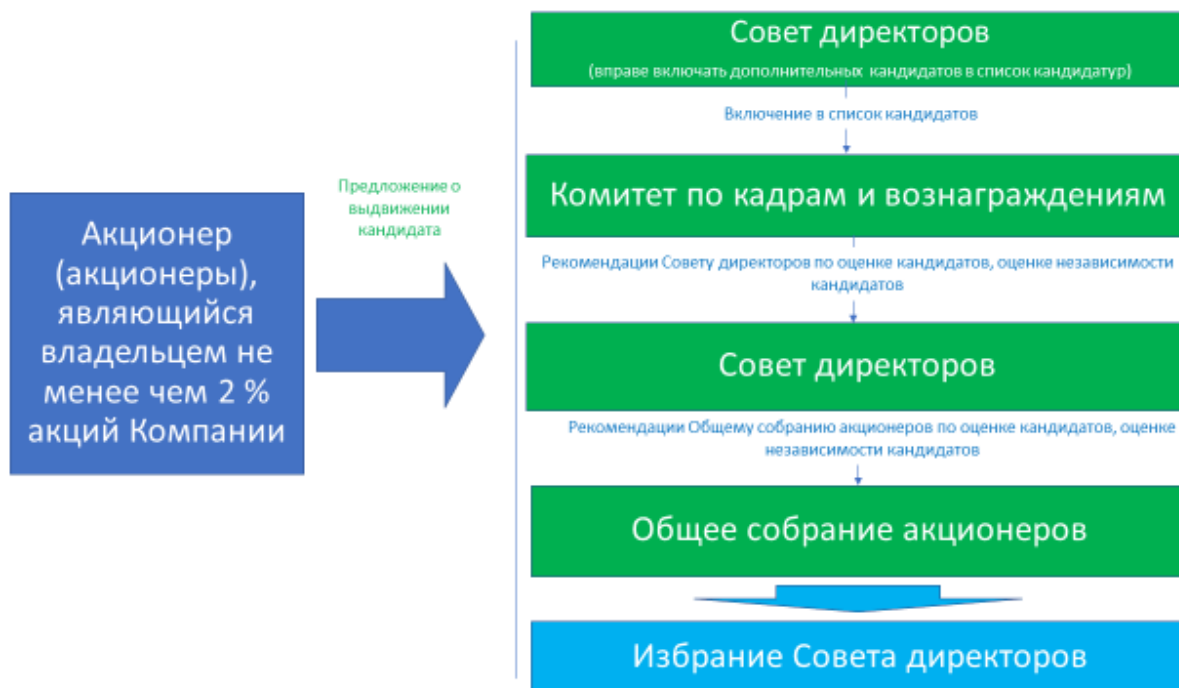 Акционер
(акционеры),
являющийся
владельцем не
менее чем 2 %
акций Компании
Предложение о
выдвижении
кандидата
Совет директоров
(вправе включать дополнительных кандидатов в список кандидатур)
Включение в список кандидатов
Комитет по кадрам и вознаграждениям
Рекомендации Совету директоров по оценке кандидатов, оценке независимости
кандидатов
Совет директоров
Рекомендации Общему собранию акционеров по оценке кандидатов, оценке
независимости кандидатов
Общее собрание акционеров
Избрание Совета директоров